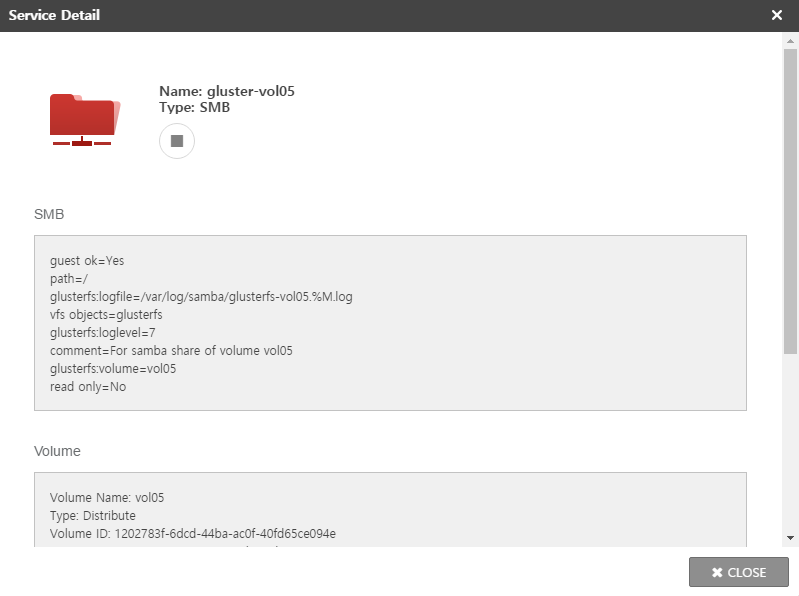 Service Detail
Name: gluster-vol05
Type: SMB
SMB
guest ok=Yes
path=/
glusterfs:logfile=/var/log/samba/glusterfs-vol05.%M.log
vfs objects=glusterfs
glusterfs:loglevel=7
comment=For samba share of volume vol05
glusterfs:volume=vol05
read only=No
Volume
Volume Name: vol05
Type: Distribute
Volume ID: 1202783f-6dcd-44ba-ac0f-40fd65ce094e
CLOSE